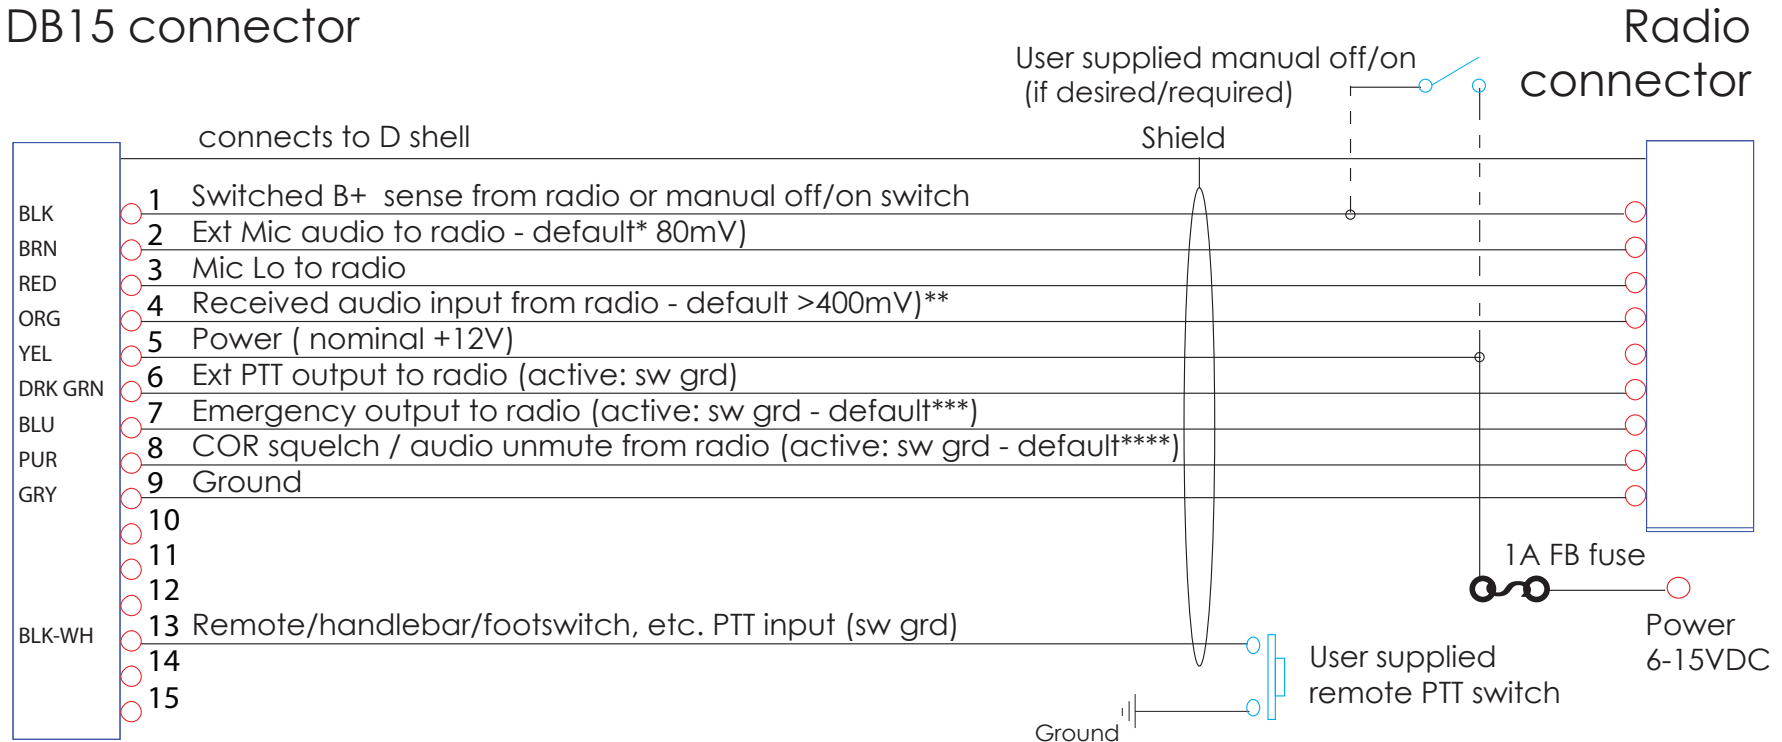 DB15 connector
Radio
connector
User supplied manual off/on
(if desired/required)
connects to D shell
Shield
BLK 1 Switched B+ sense from radio or manual off/on switch
BRN 2 Ext Mic audio to radio - default* 80mV)
RED 3 Mic Lo to radio
ORG 4 Received audio input from radio - default >400mV)**
YEL 5 Power ( nominal +12V)
DRK GRN 6 Ext PTT output to radio (active: sw grd)
BLU 7 Emergency output to radio (active: sw grd - default***)
PUR 8 COR squelch / audio unmute from radio (active: sw grd - default****)
GRY 9 Ground
10
11
12
1A FB fuse
BLK-WH 13 Remote/handlebar/footswitch, etc. PTT input (sw grd)
14
15
Power
6-15VDC
User supplied
remote PTT switch
Ground